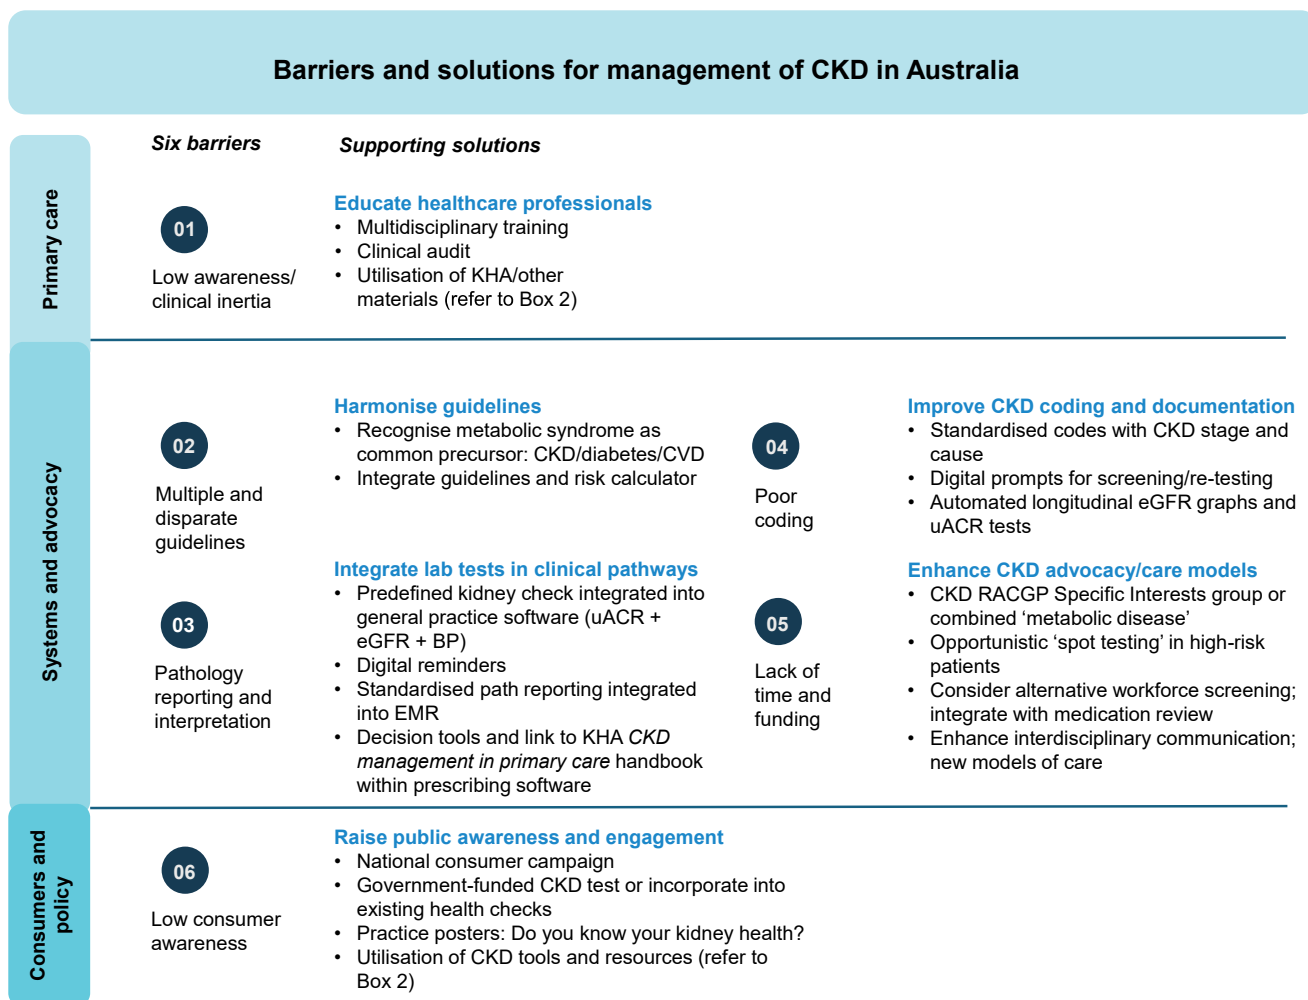 Barriers and solutions for management of CKD in Australia
Six barriers
Supporting solutions
Primary care
01
Low awareness/
clinical inertia
Educate healthcare professionals
• Multidisciplinary training
• Clinical audit
• Utilisation of KHA/other
materials (refer to Box 2)
Systems and advocacy
02
Multiple and
disparate
guidelines
Harmonise guidelines
• Recognise metabolic syndrome as
common precursor: CKD/diabetes/CVD
• Integrate guidelines and risk calculator
03
Pathology
reporting and
interpretation
Integrate lab tests in clinical pathways
• Predefined kidney check integrated into
general practice software (uACR +
eGFR + BP)
• Digital reminders
• Standardised path reporting integrated
into EMR
• Decision tools and link to KHA CKD
management in primary care handbook
within prescribing software
04
Poor
coding
Improve CKD coding and documentation
• Standardised codes with CKD stage and
cause
• Digital prompts for screening/re-testing
• Automated longitudinal eGFR graphs and
uACR tests
05
Lack of
time and
funding
Enhance CKD advocacy/care models
• CKD RACGP Specific Interests group or
combined ‘metabolic disease’
• Opportunistic ‘spot testing’ in high-risk
patients
• Consider alternative workforce screening;
integrate with medication review
• Enhance interdisciplinary communication;
new models of care
Consumers and
policy
06
Low consumer
awareness
Raise public awareness and engagement
• National consumer campaign
• Government-funded CKD test or incorporate into
existing health checks
• Practice posters: Do you know your kidney health?
• Utilisation of CKD tools and resources (refer to
Box 2)